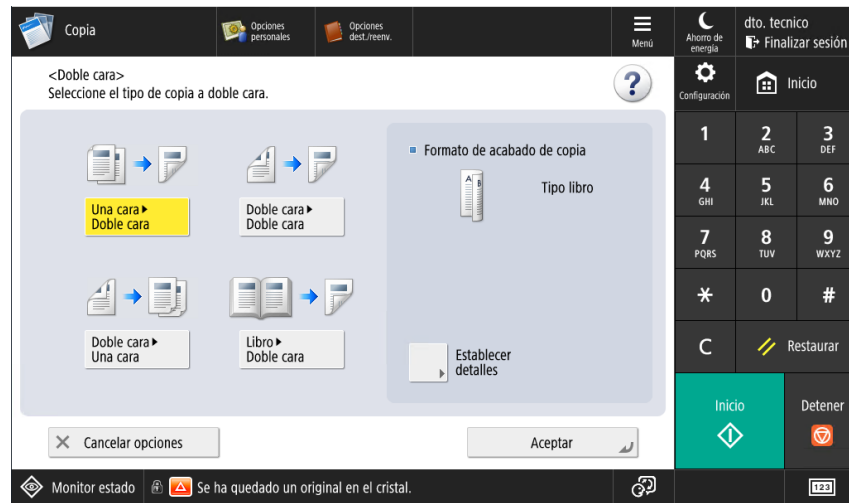 Copia
Opciones
personales
Opciones
dest./reenv.
Menú
Ahorro de
energía
dto. tecnico
Finalizar sesión
<Doble cara>
Seleccione el tipo de copia a doble cara.
?
Configuración
Inicio
Una cara
Doble cara
Doble cara
Doble cara
Doble cara
Una cara
Libro
Doble cara
Formato de acabado de copia
A B
Tipo libro
Establecer
detalles
1
2
ABC
3
DEF
4
GHI
5
JKL
6
MNO
7
PQRS
8
TUV
9
WXYZ
*
0
#
C
Restaurar
Inicio
Detener
Cancelar opciones
Aceptar
Monitor estado
Se ha quedado un original en el cristal.
123